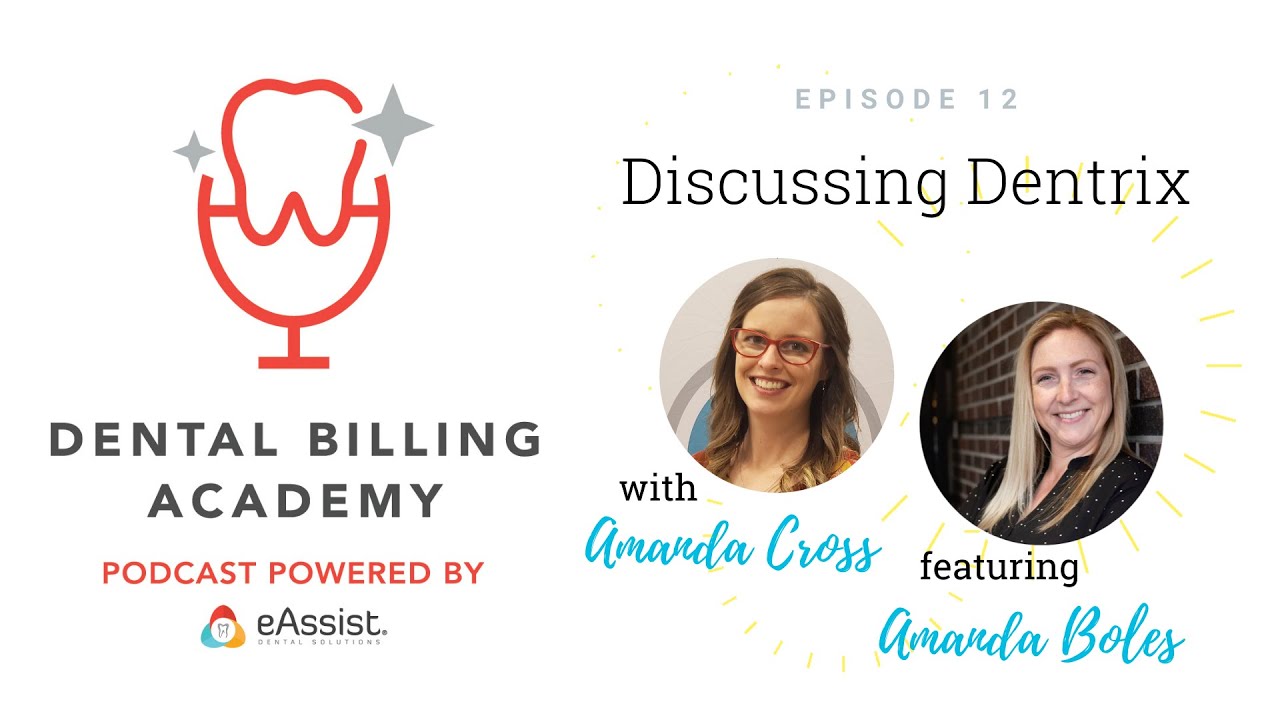 DENTAL BILLING
ACADEMY
PODCAST POWERED BY
eAssist®
DENTAL SOLUTIONS
EPISODE 12
Discussing Dentrix
with
Amanda Cross
featuring
Amanda Boles